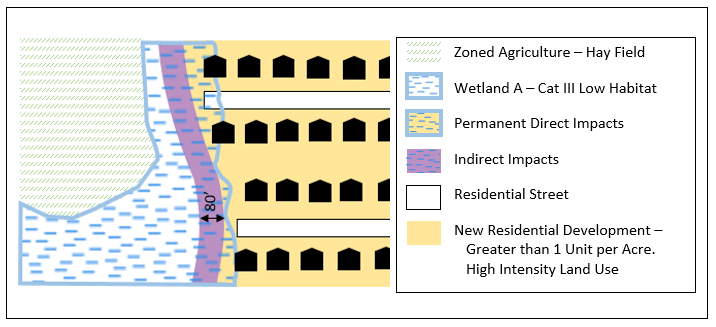 Zoned Agriculture – Hay Field
Wetland A – Cat III Low Habitat
Permanent Direct Impacts
Indirect Impacts
Residential Street
New Residential Development –
Greater than 1 Unit per Acre.
High Intensity Land Use
80’